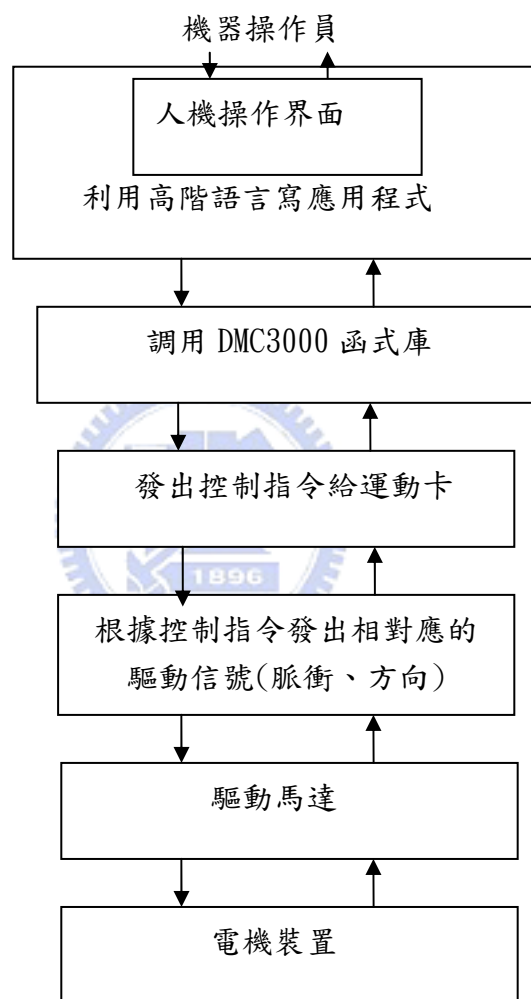 機器操作員
人機操作界面
利用高階語言寫應用程式
調用 DMC3000 函式庫
發出控制指令給運動卡
1896
根據控制指令發出相對應的
驅動信號(脈衝、方向)
驅動馬達
電機裝置